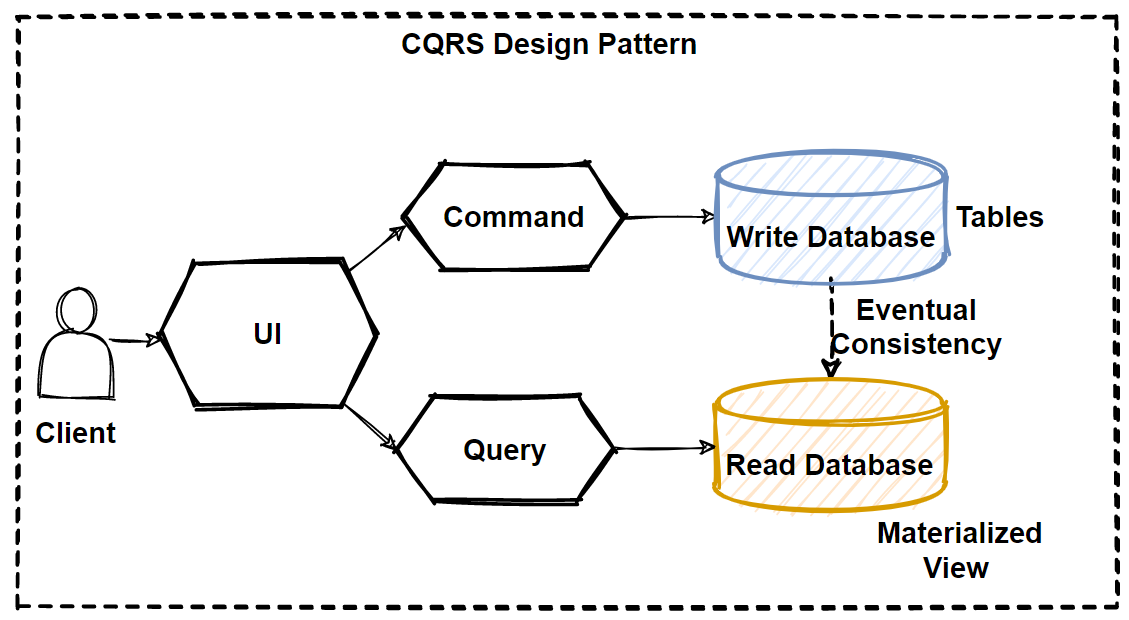 CQRS Design Pattern
Command
Write Database
Tables
UI
Eventual
Consistency
Client
Query
Read Database
Materialized
View